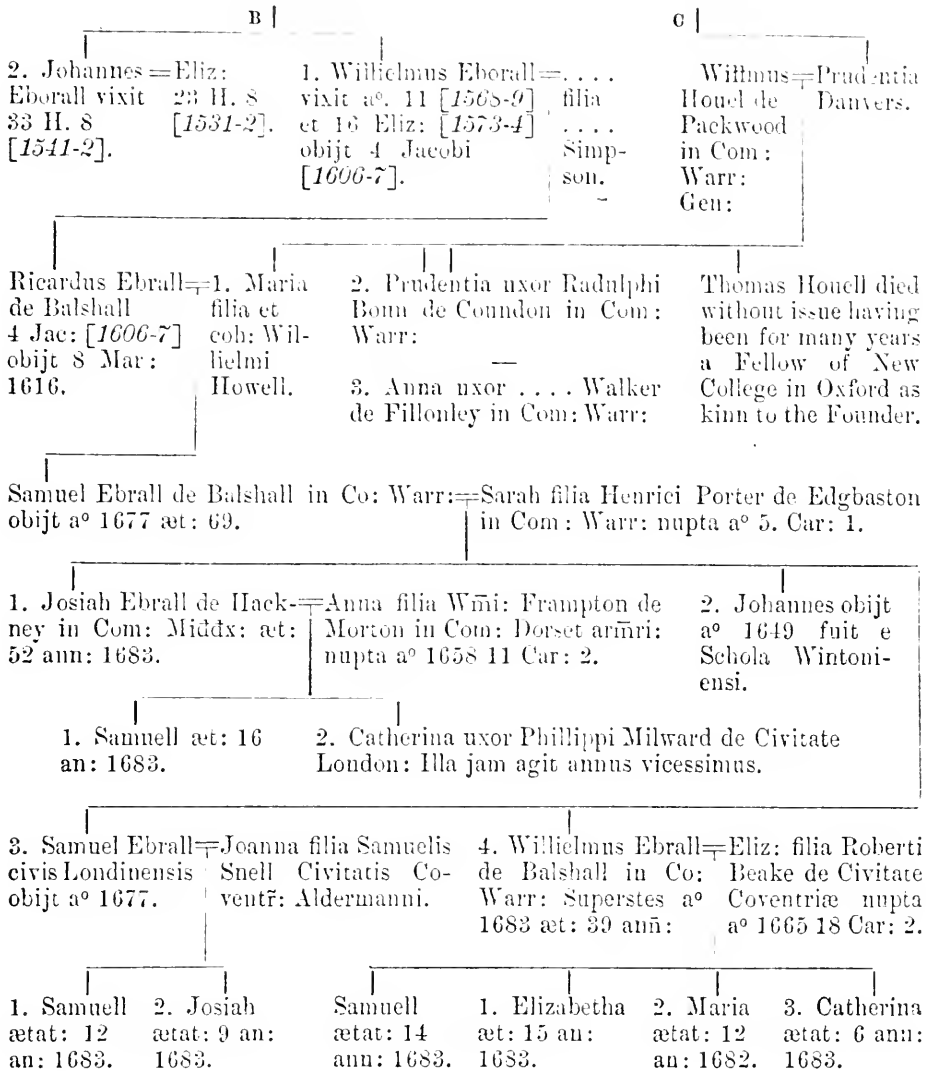 B
C
2. Johannes = Eliz:
Eborall vixit 23 H. 8
33 H. 8 [1531-2].
[1541-2].
1. Willielmus Eborall = . . . .
vixit aº. 11 [1568-9] filia
et 16 Eliz: [1573-4] . . . .
obijt 4 Jacobi Simp-
[1606-7]. son.
Willmus = Prudentia
Houel de Danvers.
Packwood
in Com:
Warr:
Gen:
Ricardus Ebrall = 1. Maria
de Balshall filia et
4 Jac: [1606-7] coh: Wil-
obijt 8 Mar: lielmi
1616. Howell.
2. Prudentia uxor Radulphi
Bonn de Coundon in Com:
Warr:
—
3. Anna uxor . . . . Walker
de Fillonley in Com: Warr:
Thomas Houell died
without issue having
been for many years
a Fellow of New
College in Oxford as
kinn to the Founder.
Samuel Ebrall de Balshall in Co: Warr: = Sarah filia Henrici Porter de Edgbaston
obijt aº 1677 æt: 69. in Com: Warr: nupta aº 5. Car: 1.
1. Josiah Ebrall de Hack- = Anna filia Wm̄i: Frampton de
ney in Com: Middx: æt: Morton in Com: Dorset arm̄ri:
52 ann: 1683. nupta aº 1658 11 Car: 2.
2. Johannes obijt
aº 1649 fuit e
Schola Wintoni-
ensi.
1. Samuell æt: 16
an: 1683.
2. Catherina uxor Phillippi Milward de Civitate
London: Illa jam agit annus vicessimus.
3. Samuel Ebrall = Joanna filia Samuelis
civis Londinensis Snell Civitatis Co-
obijt aº 1677. ventr̃: Aldermanni.
4. Willielmus Ebrall = Eliz: filia Roberti
de Balshall in Co: Beake de Civitate
Warr: Superstes aº Coventriæ nupta
1683 æt: 39 ann̄: aº 1665 18 Car: 2.
1. Samuell
ætat: 12
an: 1683.
2. Josiah
ætat: 9 an:
1683.
Samuell
ætat: 14
ann: 1683.
1. Elizabetha
æt: 15 an:
1683.
2. Maria
ætat: 12
an: 1682.
3. Catherina
ætat: 6 ann:
1683.